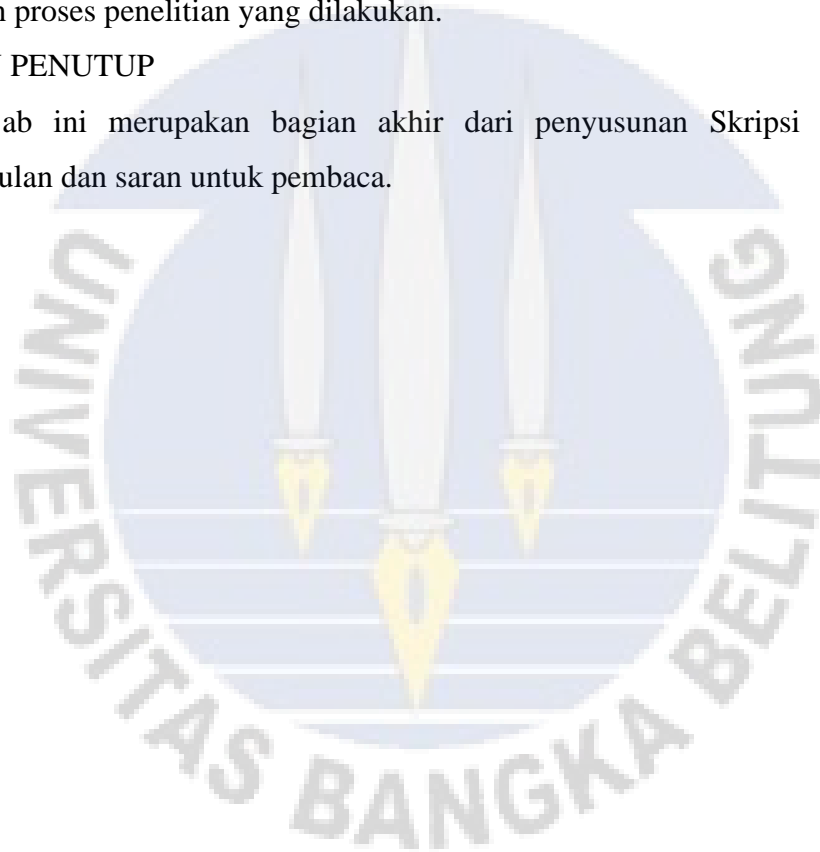 proses penelitian yang dilakukan.
PENUTUP
ab ini merupakan bagian akhir dari penyusunan Skripsi
ulan dan saran untuk pembaca.
UNIVERSITAS BANGKA BELITUNG